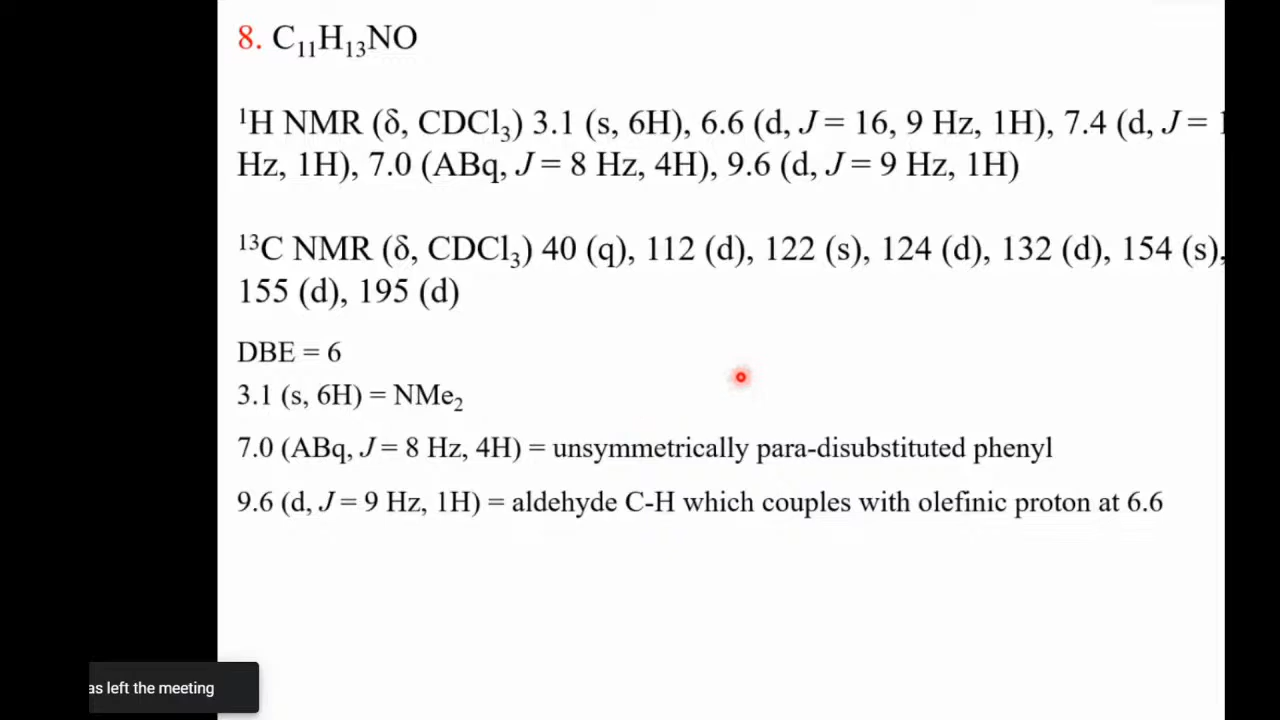 8. C₁₁H₁₃NO
¹H NMR (δ, CDCl₃) 3.1 (s, 6H), 6.6 (d, J = 16, 9 Hz, 1H), 7.4 (d, J =
Hz, 1H), 7.0 (ABq, J = 8 Hz, 4H), 9.6 (d, J = 9 Hz, 1H)
¹³C NMR (δ, CDCl₃) 40 (q), 112 (d), 122 (s), 124 (d), 132 (d), 154 (s),
155 (d), 195 (d)
DBE = 6
3.1 (s, 6H) = NMe₂
7.0 (ABq, J = 8 Hz, 4H) = unsymmetrically para-disubstituted phenyl
9.6 (d, J = 9 Hz, 1H) = aldehyde C-H which couples with olefinic proton at 6.6
as left the meeting